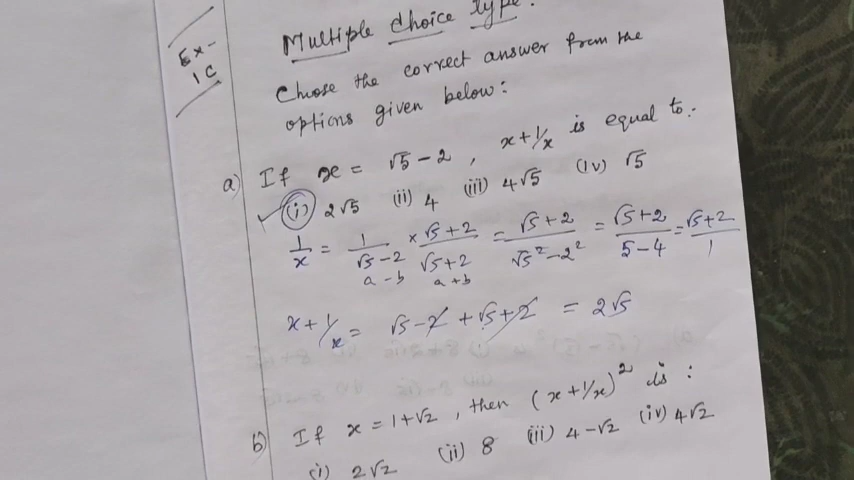 Ex-
1C
Multiple choice type.
Choose the correct answer from the
options given below:
a) If x = √5 - 2 , x + 1/x is equal to:-
(i) 2√5 (ii) 4 (iii) 4√5 (iv) √5
1/x = 1/(√5-2) × (√5+2)/(√5+2) = (√5+2)/(√5² - 2²) = (√5+2)/(5-4) = (√5+2)/1
a-b a+b
x + 1/x = √5 - 2 + √5 + 2 = 2√5
b) If x = 1+√2 , then (x+1/x)² is :
(i) 2√2 (ii) 8 (iii) 4-√2 (iv) 4√2